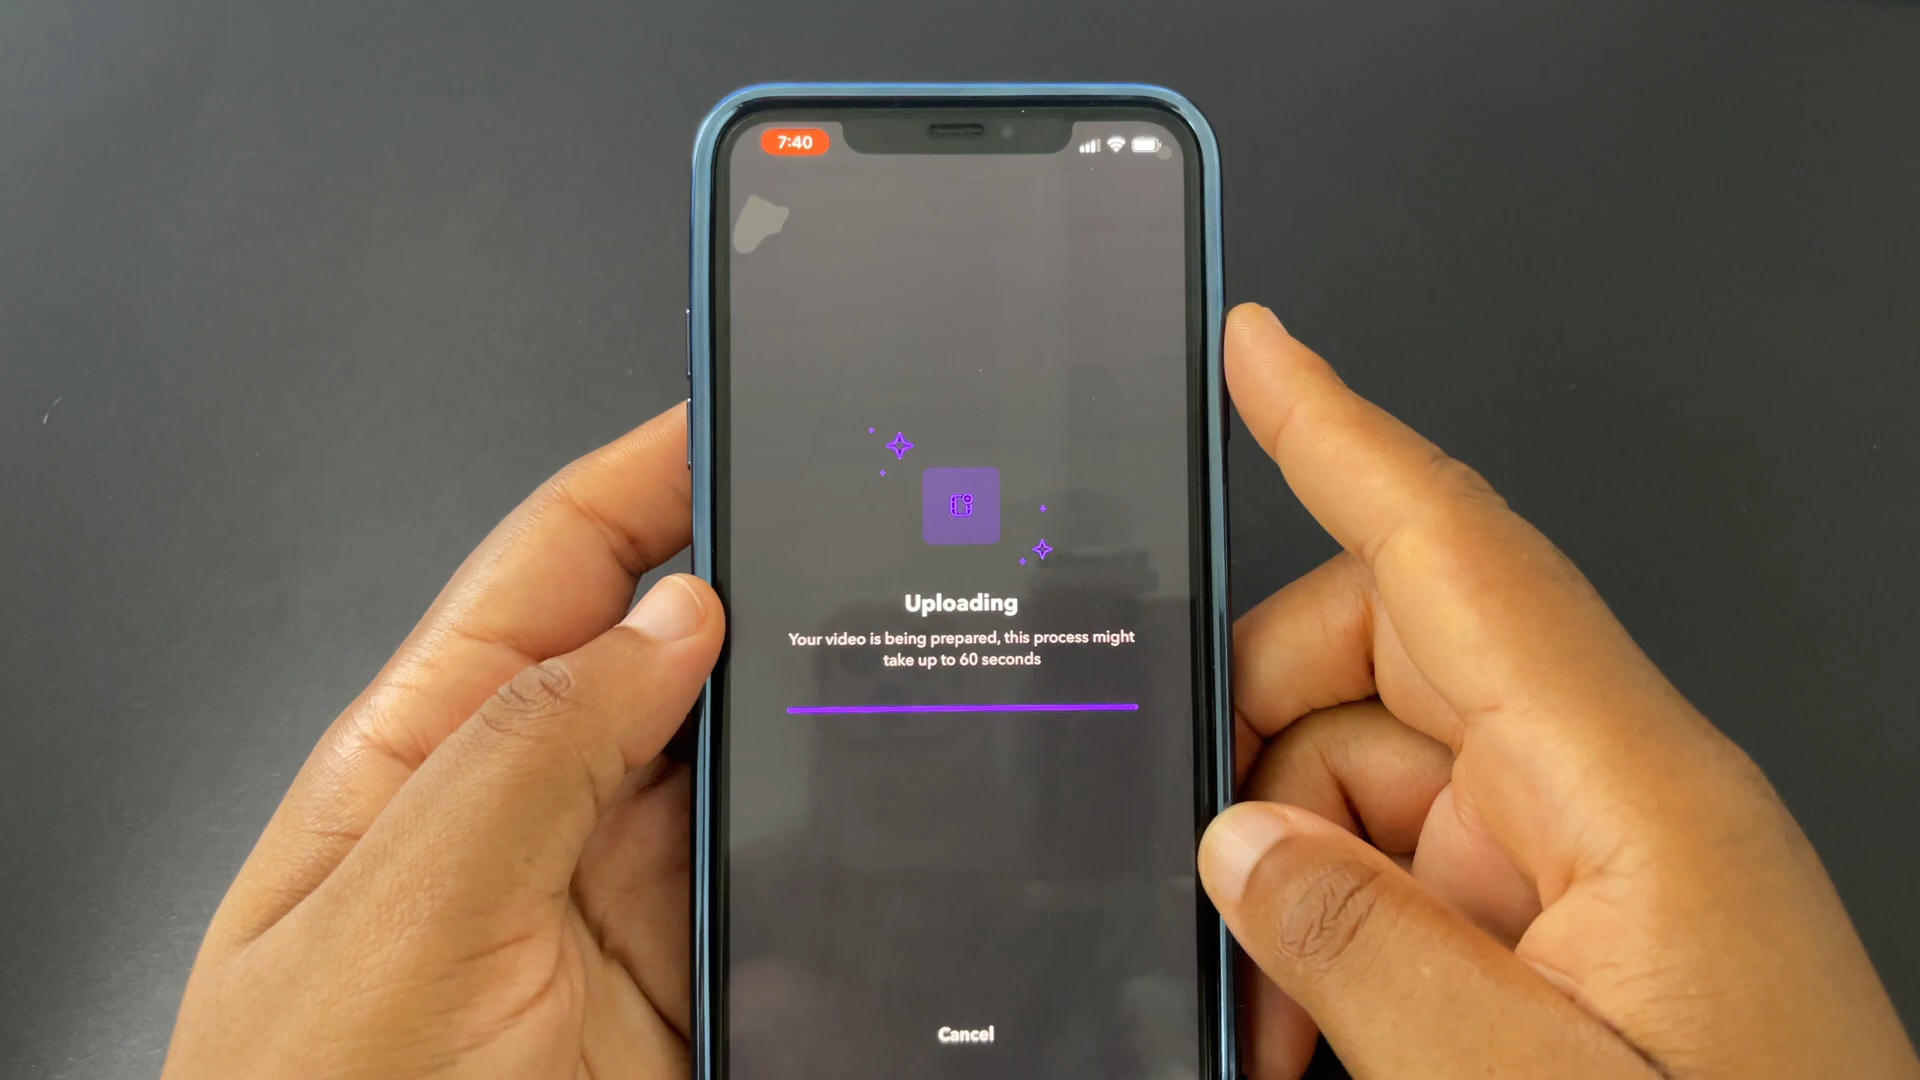 7:40
Uploading
Your video is being prepared, this process might
take up to 60 seconds
Cancel